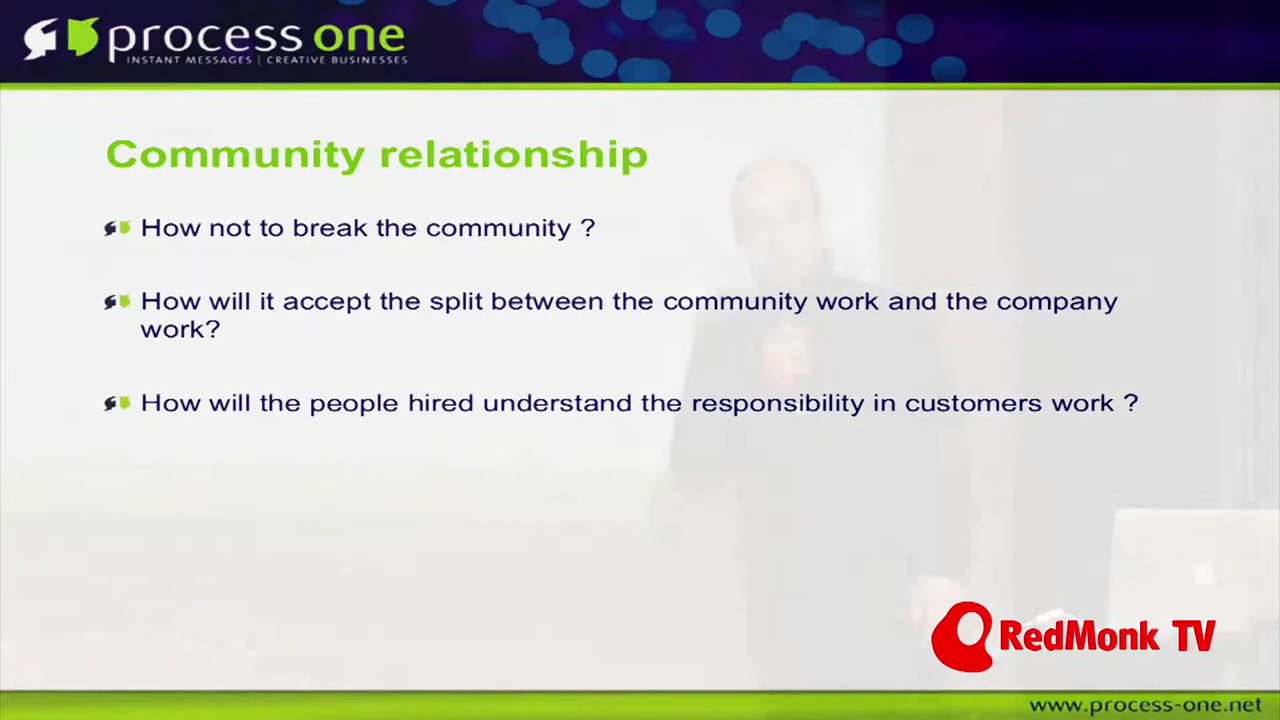 process one
INSTANT MESSAGES | CREATIVE BUSINESSES
Community relationship
How not to break the community ?
How will it accept the split between the community work and the company
work?
How will the people hired understand the responsibility in customers work ?
RedMonk TV
www.process-one.net